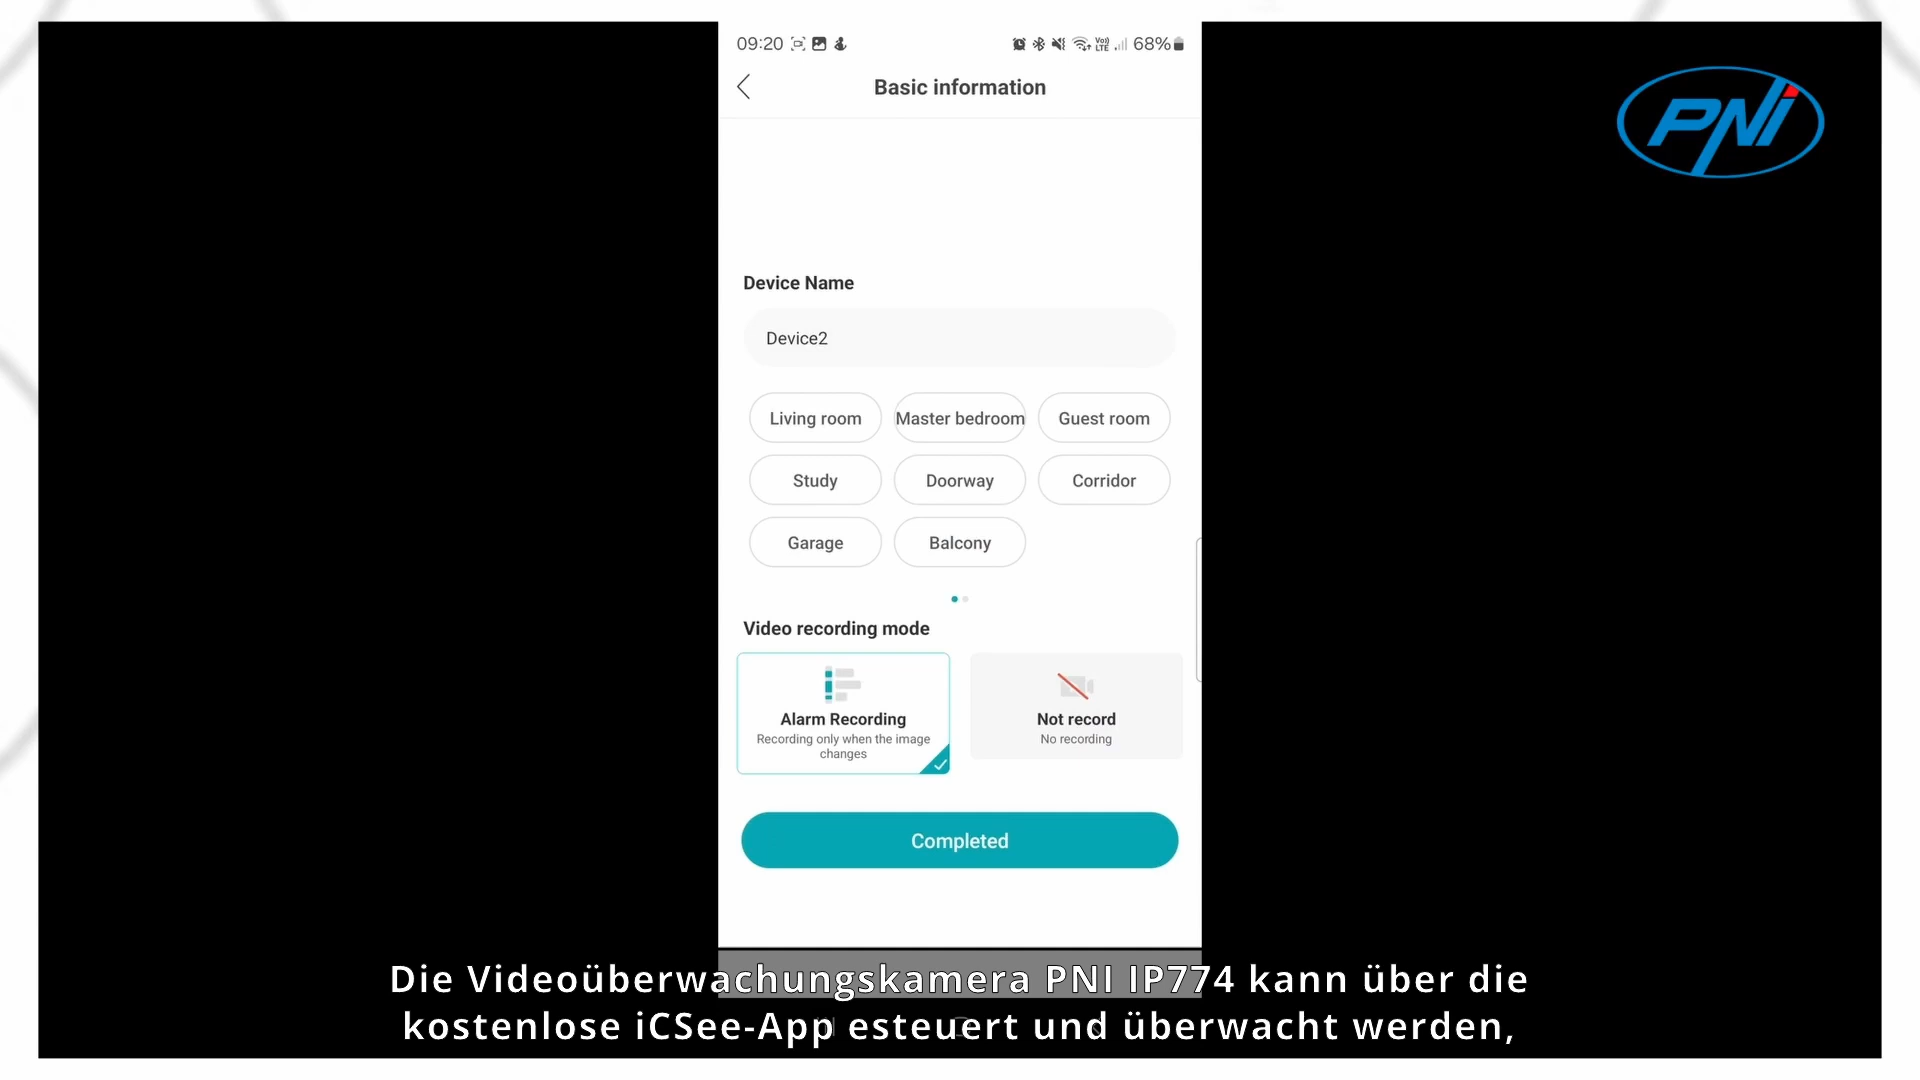 09:20
VoI) LTE 68%
Basic information
PNI
Device Name
Device2
Living room Master bedroom Guest room
Study Doorway Corridor
Garage Balcony
Video recording mode
Alarm Recording
Recording only when the image
changes
Not record
No recording
Completed
Die Videoüberwachungskamera PNI IP774 kann über die
kostenlose iCSee-App esteuert und überwacht werden,